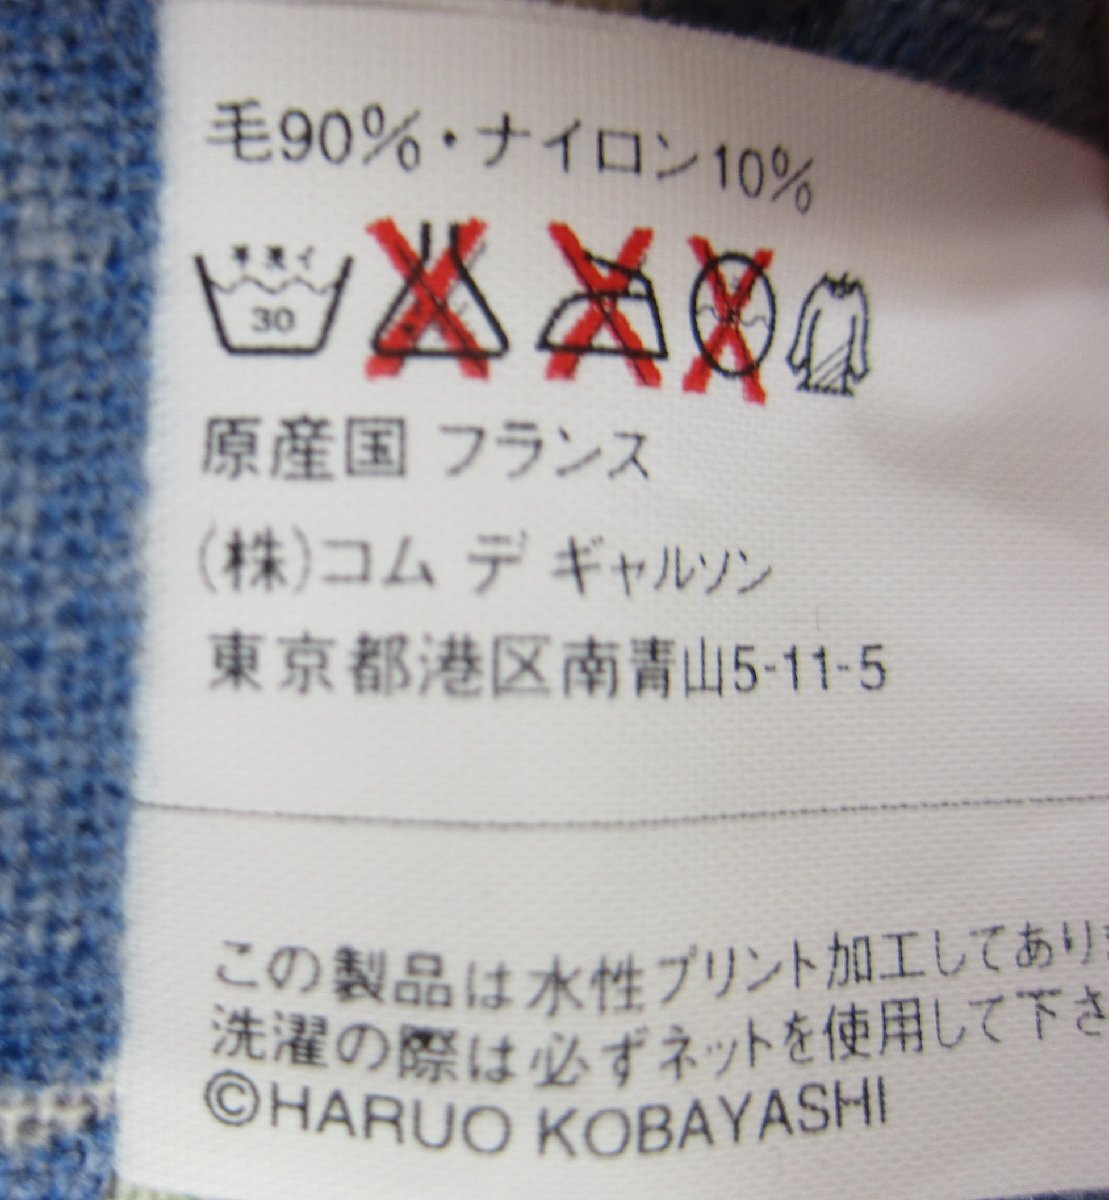 毛90%・ナイロン10%
手洗イ
30
原産国 フランス
(株)コム デ ギャルソン
東京都港区南青山5-11-5
この製品は水性プリント加工してあり
洗濯の際は必ずネットを使用して下さ
©HARUO KOBAYASHI